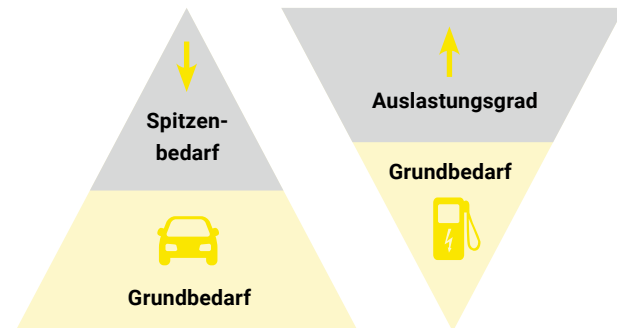 Spitzen-
bedarf
Grundbedarf
Auslastungsgrad
Grundbedarf